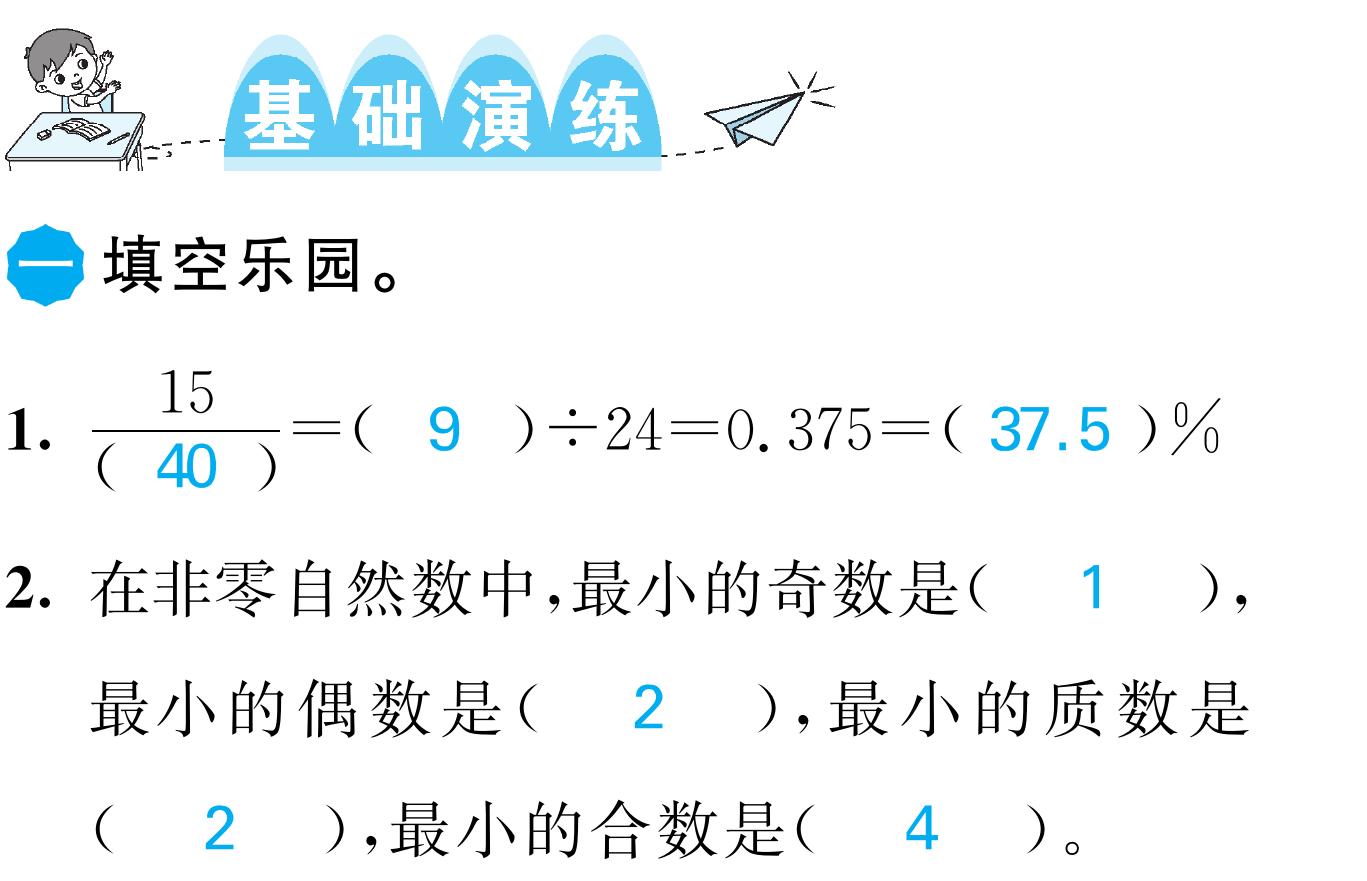 基础演练
一 填空乐园。
1. 15/( 40 )=( 9 )÷24=0.375=( 37.5 )%
2. 在非零自然数中,最小的奇数是( 1 ),
最小的偶数是( 2 ),最小的质数是
( 2 ),最小的合数是( 4 )。